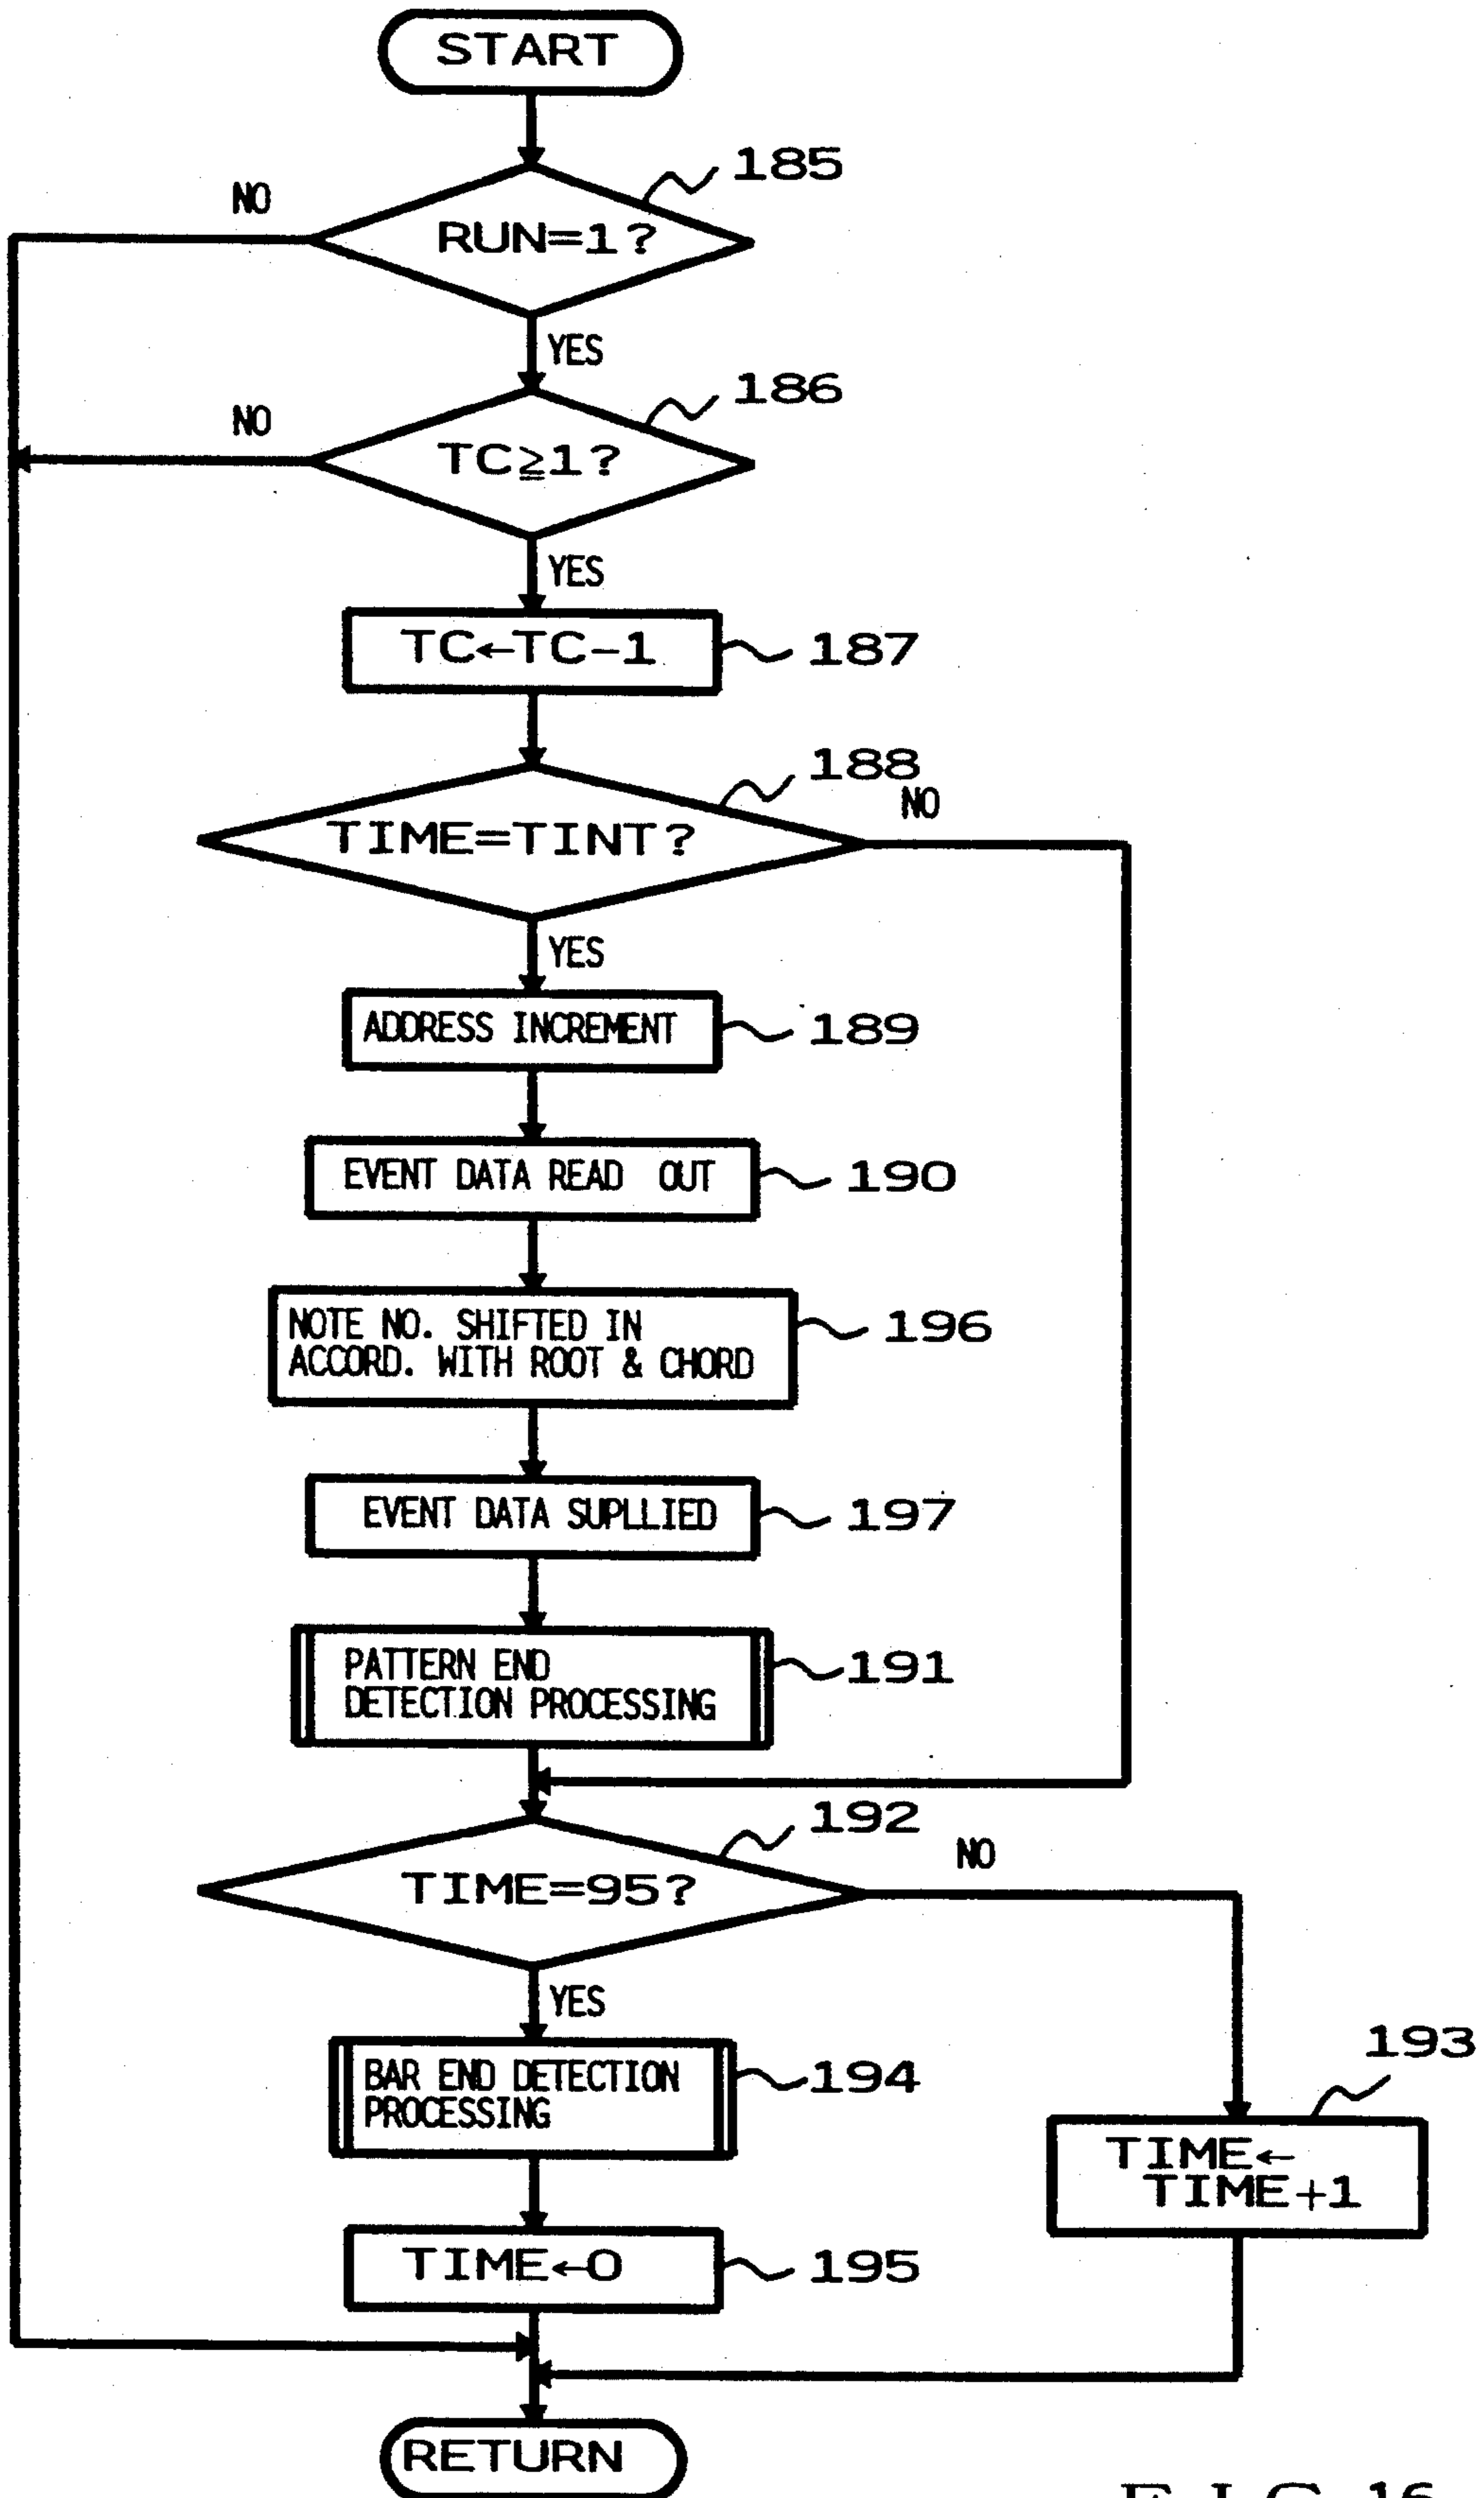 START
185
NO
RUN=1?
YES
186
NO
TC≧1?
YES
TC←TC-1
187
188
NO
TIME=TINT?
YES
ADDRESS INCREMENT
189
EVENT DATA READ OUT
190
NOTE NO. SHIFTED IN
ACCORD. WITH ROOT & CHORD
196
EVENT DATA SUPLLIED
197
PATTERN END
DETECTION PROCESSING
191
192
NO
TIME=95?
YES
193
BAR END DETECTION
PROCESSING
194
TIME←
TIME+1
TIME←0
195
RETURN
FIG.16